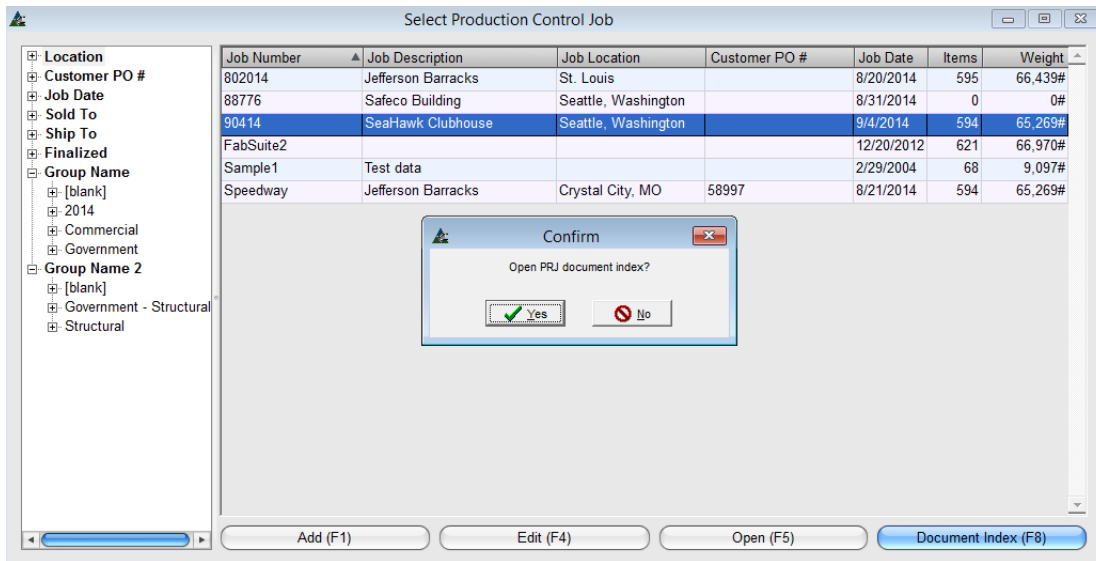 Select Production Control Job
Location
Customer PO #
Job Date
Sold To
Ship To
Finalized
Group Name
[blank]
2014
Commercial
Government
Group Name 2
[blank]
Government - Structural
Structural
Job Number Job Description Job Location Customer PO # Job Date Items Weight
802014 Jefferson Barracks St. Louis 8/20/2014 595 66,439#
88776 Safeco Building Seattle, Washington 8/31/2014 0 0#
90414 SeaHawk Clubhouse Seattle, Washington 9/4/2014 594 65,269#
FabSuite2 12/20/2012 621 66,970#
Sample1 Test data 2/29/2004 68 9,097#
Speedway Jefferson Barracks Crystal City, MO 58997 8/21/2014 594 65,269#
Confirm
Open PRJ document index?
Yes No
Add (F1) Edit (F4) Open (F5) Document Index (F8)